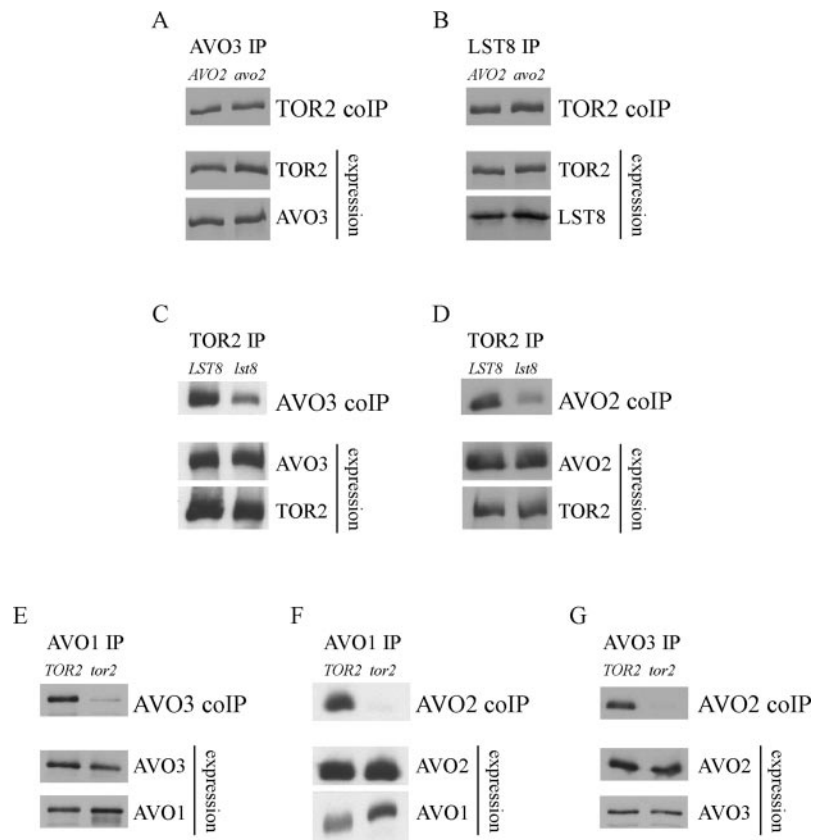 A
AVO3 IP
AVO2 avo2
TOR2 coIP
TOR2
AVO3
expression
B
LST8 IP
AVO2 avo2
TOR2 coIP
TOR2
LST8
expression
C
TOR2 IP
LST8 lst8
AVO3 coIP
AVO3
TOR2
expression
D
TOR2 IP
LST8 lst8
AVO2 coIP
AVO2
TOR2
expression
E
AVO1 IP
TOR2 tor2
AVO3 coIP
AVO3
AVO1
expression
F
AVO1 IP
TOR2 tor2
AVO2 coIP
AVO2
AVO1
expression
G
AVO3 IP
TOR2 tor2
AVO2 coIP
AVO2
AVO3
expression